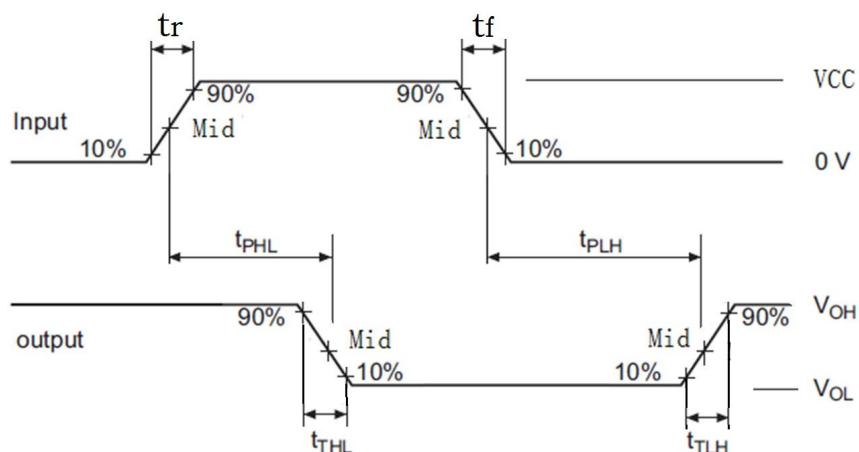 tr tf
90% 90% VCC
Input Mid Mid
10% 10% 0 V
tPHL tPLH
90% 90% VOH
output Mid Mid
10% 10% VOL
tTHL tTLH